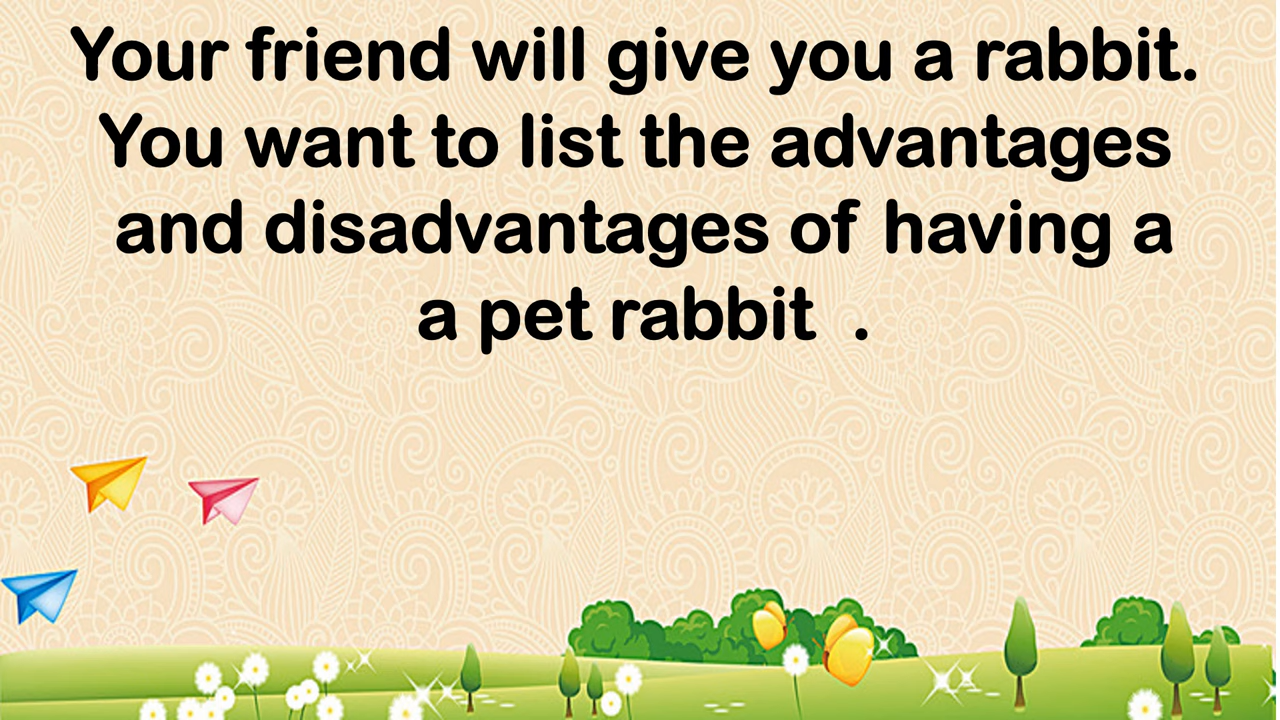 Your friend will give you a rabbit.
You want to list the advantages
and disadvantages of having a
a pet rabbit .